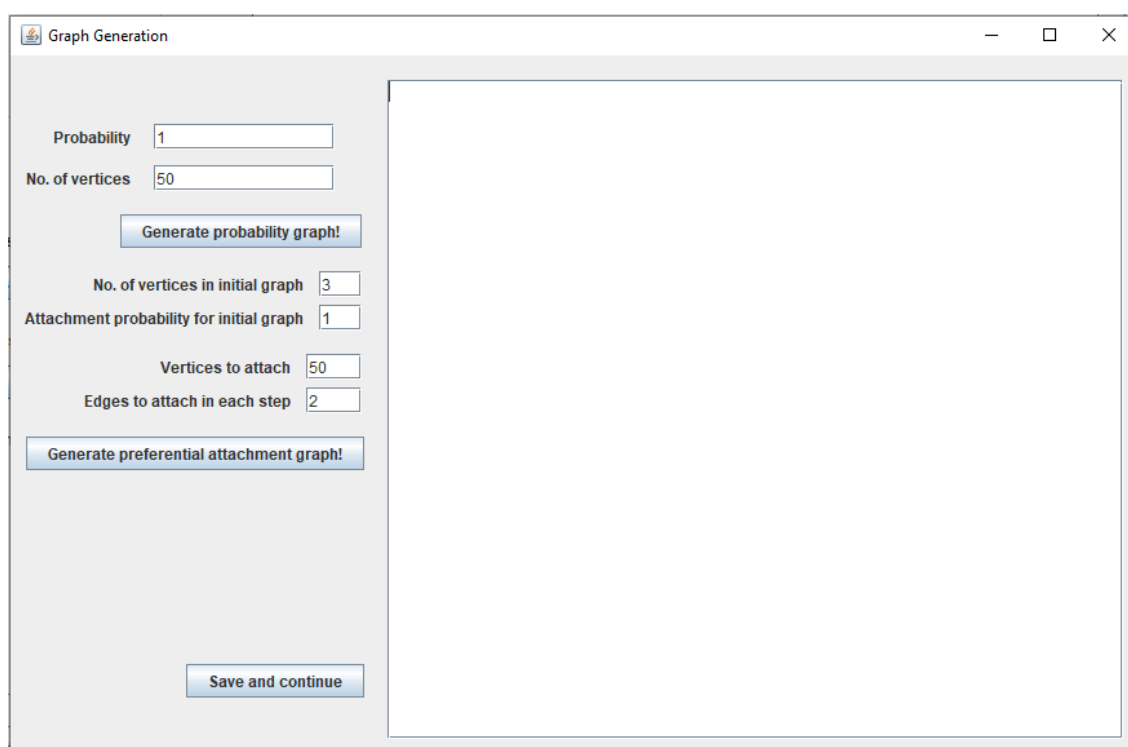 Graph Generation
Probability 1
No. of vertices 50
Generate probability graph!
No. of vertices in initial graph 3
Attachment probability for initial graph 1
Vertices to attach 50
Edges to attach in each step 2
Generate preferential attachment graph!
Save and continue